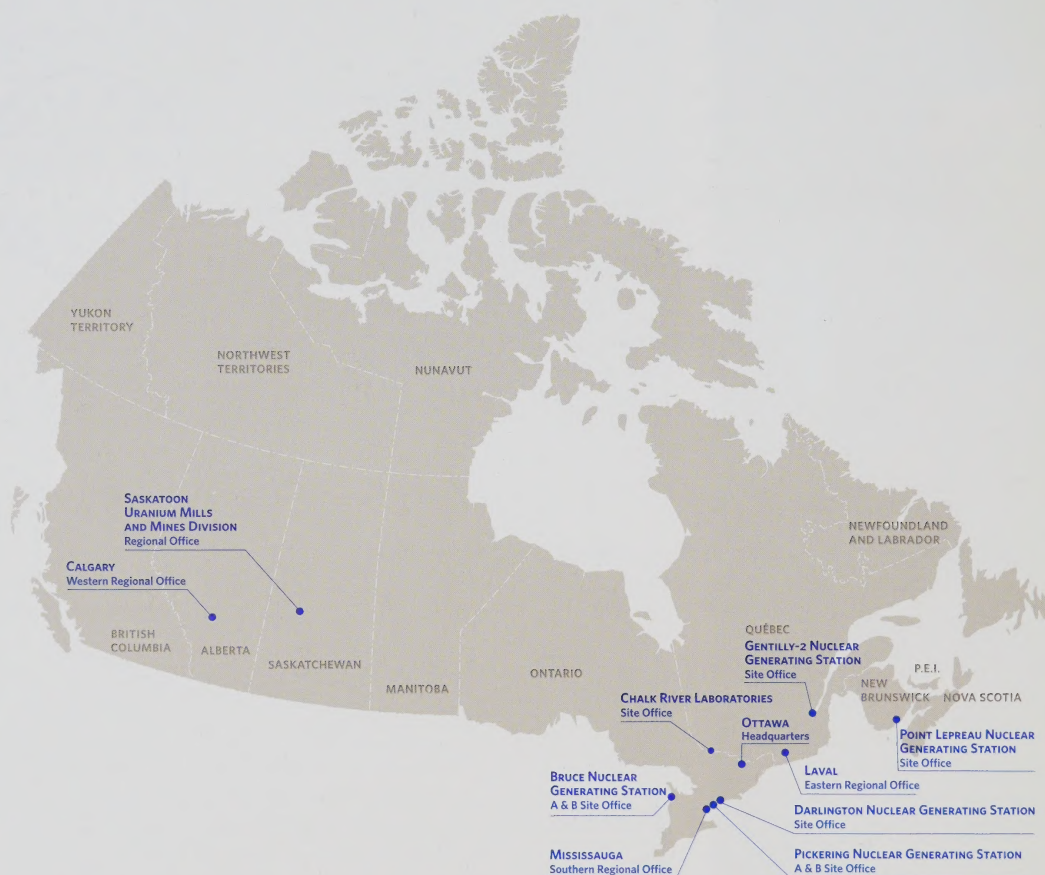 YUKON
TERRITORY
NORTHWEST
TERRITORIES
NUNAVUT
SASKATOON
URANIUM MILLS
AND MINES DIVISION
Regional Office
CALGARY
Western Regional Office
NEWFOUNDLAND
AND LABRADOR
BRITISH
COLUMBIA
ALBERTA
SASKATCHEWAN
MANITOBA
ONTARIO
QUÉBEC
GENTILLY-2 NUCLEAR
GENERATING STATION
Site Office
P.E.I.
NEW
BRUNSWICK
NOVA SCOTIA
CHALK RIVER LABORATORIES
Site Office
OTTAWA
Headquarters
POINT LEPREAU NUCLEAR
GENERATING STATION
Site Office
LAVAL
Eastern Regional Office
BRUCE NUCLEAR
GENERATING STATION
A & B Site Office
DARLINGTON NUCLEAR GENERATING STATION
Site Office
MISSISSAUGA
Southern Regional Office
PICKERING NUCLEAR GENERATING STATION
A & B Site Office